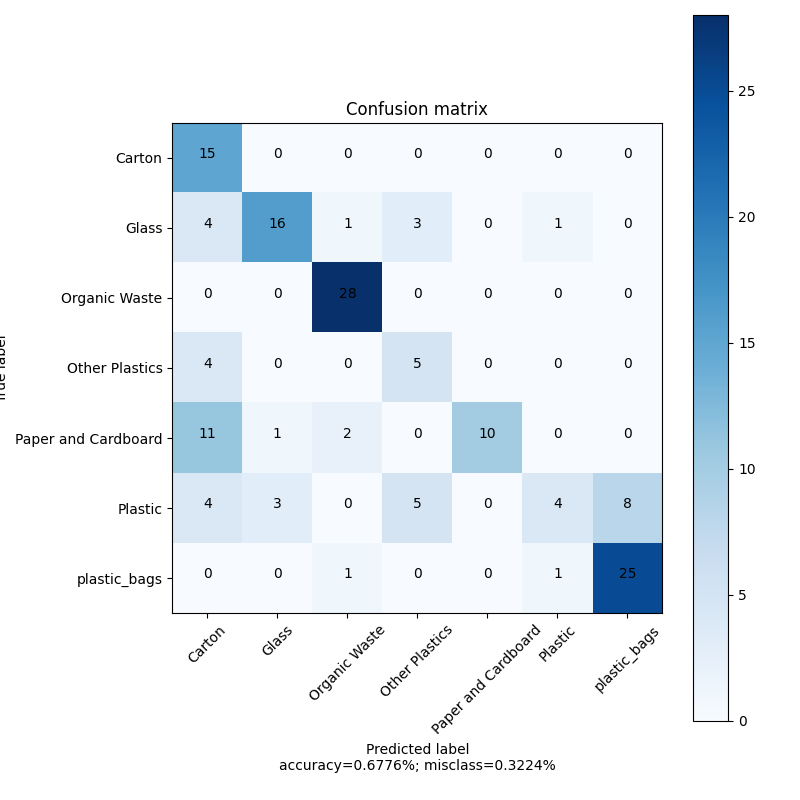 Confusion matrix
Carton 15 0 0 0 0 0 0
Glass 4 16 1 3 0 1 0
Organic Waste 0 0 28 0 0 0 0
Other Plastics 4 0 0 5 0 0 0
Paper and Cardboard 11 1 2 0 10 0 0
Plastic 4 3 0 5 0 4 8
plastic_bags 0 0 1 0 0 1 25
Carton Glass Organic Waste Other Plastics Paper and Cardboard Plastic plastic_bags
Predicted label
accuracy=0.6776%; misclass=0.3224%
True label
25
20
15
10
5
0